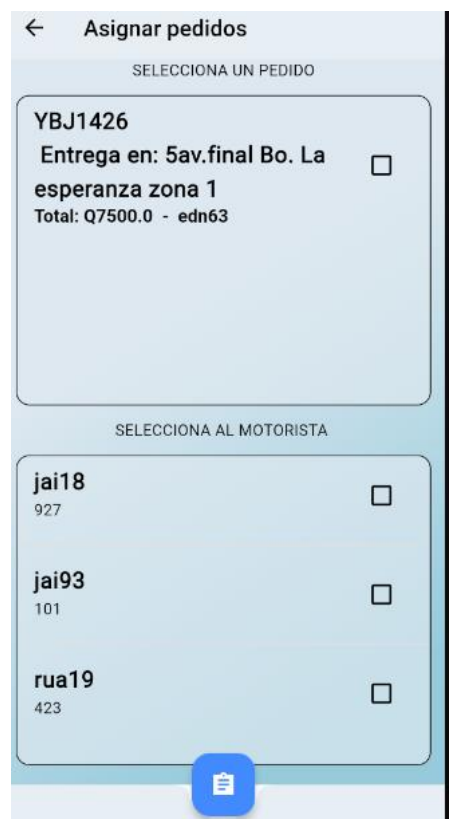 Asignar pedidos
SELECCIONA UN PEDIDO
YBJ1426
Entrega en: 5av.final Bo. La
esperanza zona 1
Total: Q7500.0 - edn63
SELECCIONA AL MOTORISTA
jai18
927
jai93
101
rua19
423